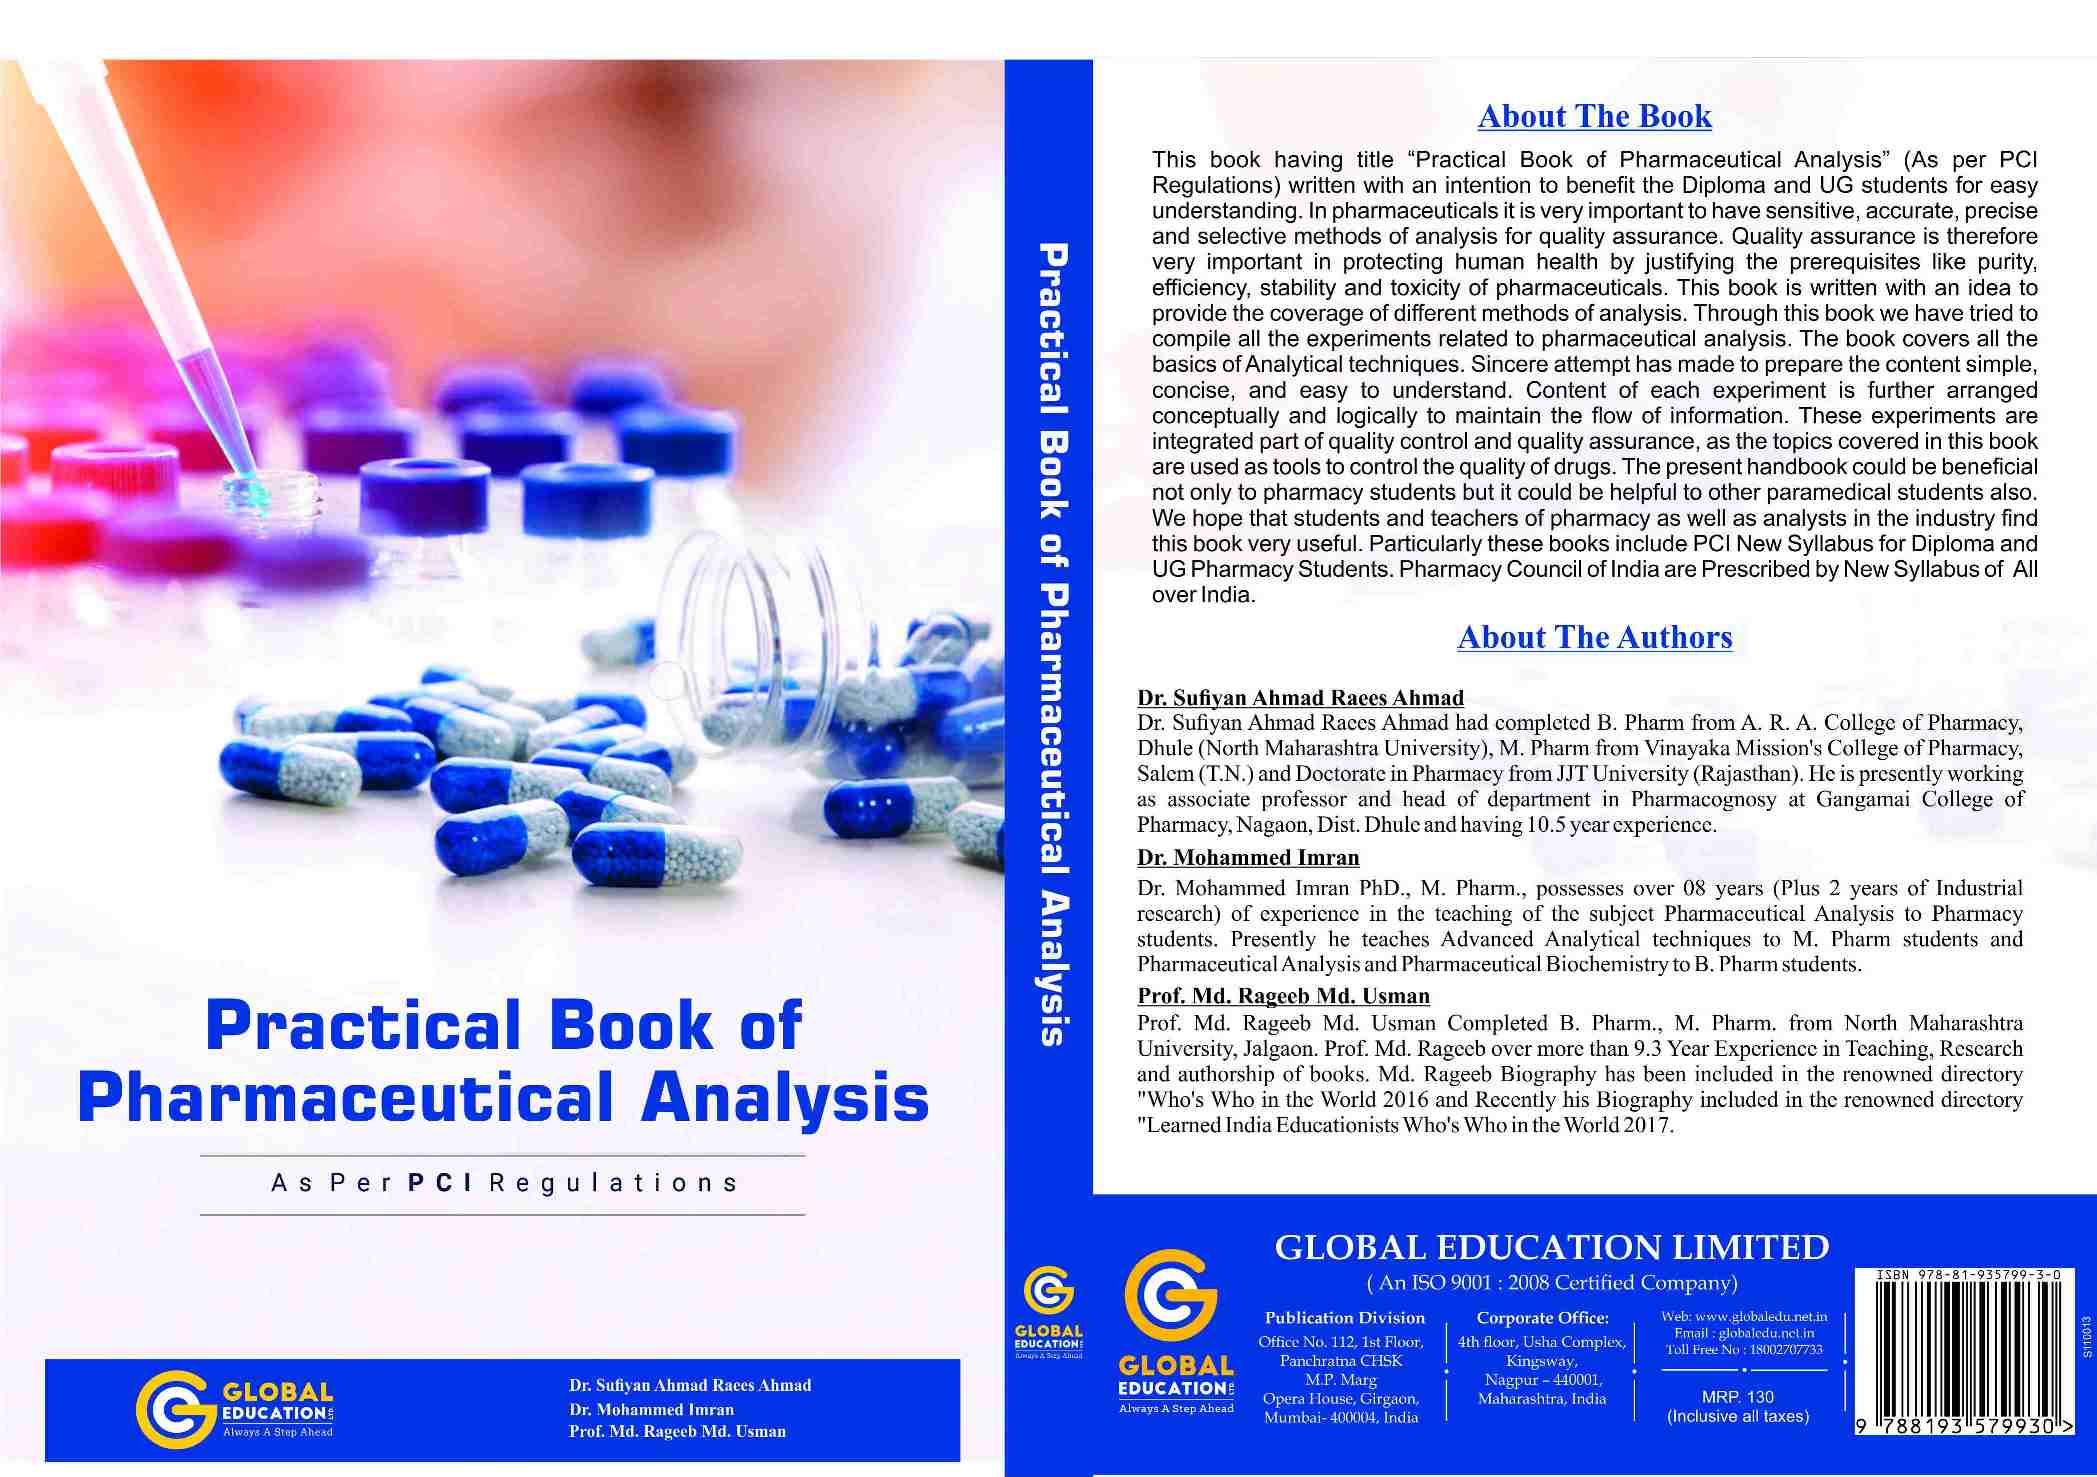 Practical Book of
Pharmaceutical Analysis
As Per PCI Regulations
GLOBAL
EDUCATION LTD
Always A Step Ahead
Dr. Sufiyan Ahmad Raees Ahmad
Dr. Mohammed Imran
Prof. Md. Rageeb Md. Usman
Practical Book of Pharmaceutical Analysis
GLOBAL
EDUCATION LTD
Always A Step Ahead
About The Book
This book having title “Practical Book of Pharmaceutical Analysis” (As per PCI
Regulations) written with an intention to benefit the Diploma and UG students for easy
understanding. In pharmaceuticals it is very important to have sensitive, accurate, precise
and selective methods of analysis for quality assurance. Quality assurance is therefore
very important in protecting human health by justifying the prerequisites like purity,
efficiency, stability and toxicity of pharmaceuticals. This book is written with an idea to
provide the coverage of different methods of analysis. Through this book we have tried to
compile all the experiments related to pharmaceutical analysis. The book covers all the
basics of Analytical techniques. Sincere attempt has made to prepare the content simple,
concise, and easy to understand. Content of each experiment is further arranged
conceptually and logically to maintain the flow of information. These experiments are
integrated part of quality control and quality assurance, as the topics covered in this book
are used as tools to control the quality of drugs. The present handbook could be beneficial
not only to pharmacy students but it could be helpful to other paramedical students also.
We hope that students and teachers of pharmacy as well as analysts in the industry find
this book very useful. Particularly these books include PCI New Syllabus for Diploma and
UG Pharmacy Students. Pharmacy Council of India are Prescribed by New Syllabus of All
over India.
About The Authors
Dr. Sufiyan Ahmad Raees Ahmad
Dr. Sufiyan Ahmad Raees Ahmad had completed B. Pharm from A. R. A. College of Pharmacy,
Dhule (North Maharashtra University), M. Pharm from Vinayaka Mission's College of Pharmacy,
Salem (T.N.) and Doctorate in Pharmacy from JJT University (Rajasthan). He is presently working
as associate professor and head of department in Pharmacognosy at Gangamai College of
Pharmacy, Nagaon, Dist. Dhule and having 10.5 year experience.
Dr. Mohammed Imran
Dr. Mohammed Imran PhD., M. Pharm., possesses over 08 years (Plus 2 years of Industrial
research) of experience in the teaching of the subject Pharmaceutical Analysis to Pharmacy
students. Presently he teaches Advanced Analytical techniques to M. Pharm students and
Pharmaceutical Analysis and Pharmaceutical Biochemistry to B. Pharm students.
Prof. Md. Rageeb Md. Usman
Prof. Md. Rageeb Md. Usman Completed B. Pharm., M. Pharm. from North Maharashtra
University, Jalgaon. Prof. Md. Rageeb over more than 9.3 Year Experience in Teaching, Research
and authorship of books. Md. Rageeb Biography has been included in the renowned directory
"Who's Who in the World 2016 and Recently his Biography included in the renowned directory
"Learned India Educationists Who's Who in the World 2017.
GLOBAL
EDUCATION LTD
Always A Step Ahead
GLOBAL EDUCATION LIMITED
( An ISO 9001 : 2008 Certified Company)
Publication Division
Office No. 112, 1st Floor,
Panchratna CHSK
M.P. Marg
Opera House, Girgaon,
Mumbai- 400004, India
Corporate Office:
4th floor, Usha Complex,
Kingsway,
Nagpur – 440001,
Maharashtra, India
Web: www.globaledu.net.in
Email : globaledu.net.in
Toll Free No : 18002707733
MRP. 130
(Inclusive all taxes)
ISBN 978-81-935799-3-0
9 788193 579930 >
S110013